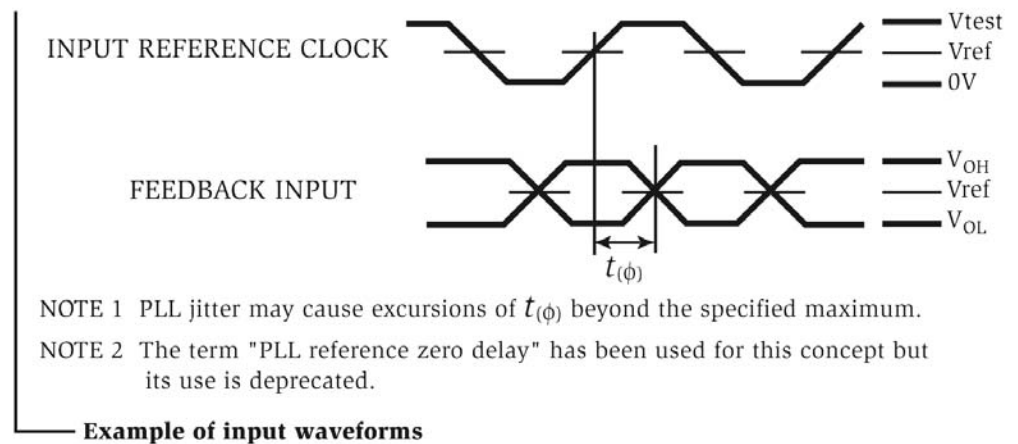 INPUT REFERENCE CLOCK
Vtest
Vref
0V
FEEDBACK INPUT
VOH
Vref
VOL
t(ϕ)
NOTE 1 PLL jitter may cause excursions of t(ϕ) beyond the specified maximum.
NOTE 2 The term "PLL reference zero delay" has been used for this concept but
its use is deprecated.
Example of input waveforms